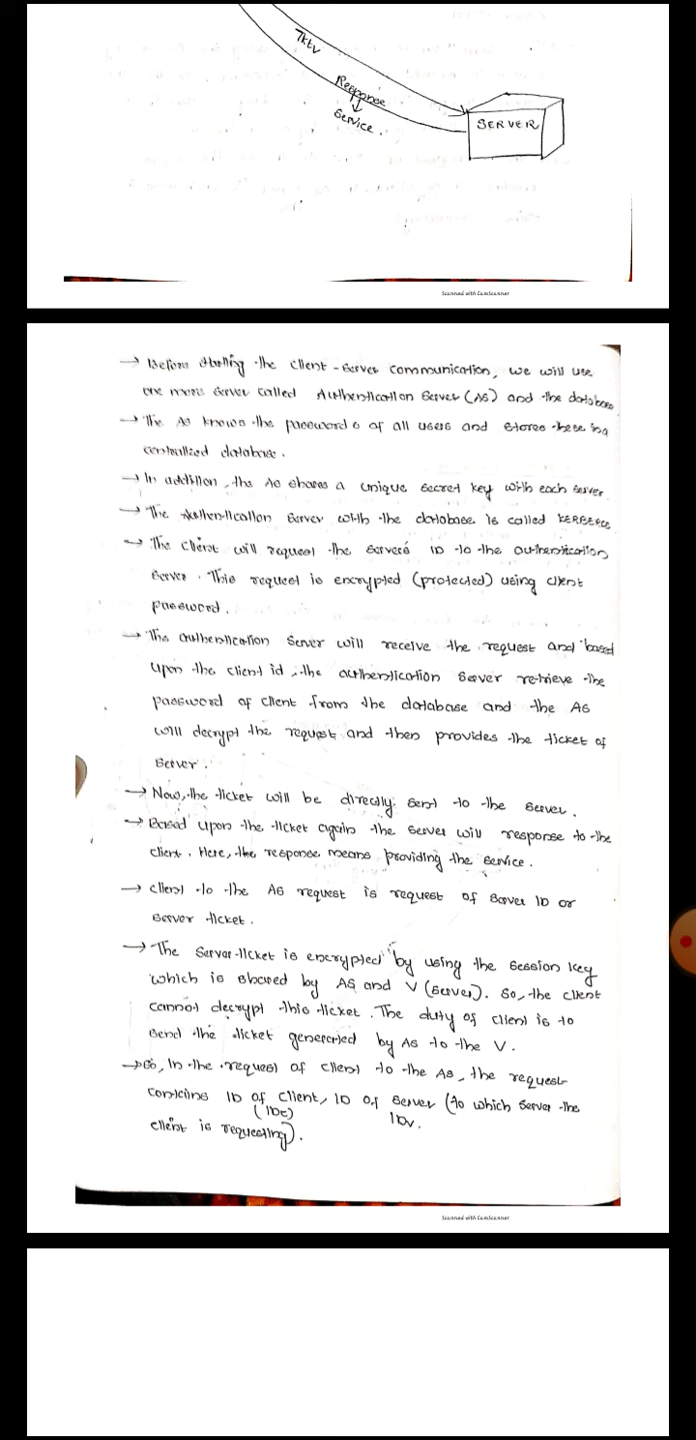 Tktv
Response
↓
Service.
SERVER
Scanned with CamScanner
→ Before starting the client-server communication, we will use
one more server called Authentication Server (AS) and the database
→ The AS knows the passwords of all users and stores these in a
centralized database.
→ In addition, the AS shares a unique secret key with each server.
→ The Authentication server with the database is called KERBEROS
→ The client will request the servers ID to the authentication
server. This request is encrypted (protected) using client
password.
→ The authentication server will receive the request and based
upon the client id, the authentication server retrieve the
password of client from the database and the AS
will decrypt the request and then provides the ticket of
server.
→ Now, the ticket will be directly sent to the server.
→ Based upon the ticket again the server will response to the
client. Here, the response means providing the service.
→ client to the AS request is request of server ID or
server ticket.
→ The server-ticket is encrypted by using the session key
which is shared by AS and V (server). So, the client
cannot decrypt this ticket. The duty of client is to
send the ticket generated by AS to the V.
→ So, In the request of client to the AS, the request
contains ID of client, ID of server (to which server the
(IDc) IDv.
client is requesting).
Scanned with CamScanner